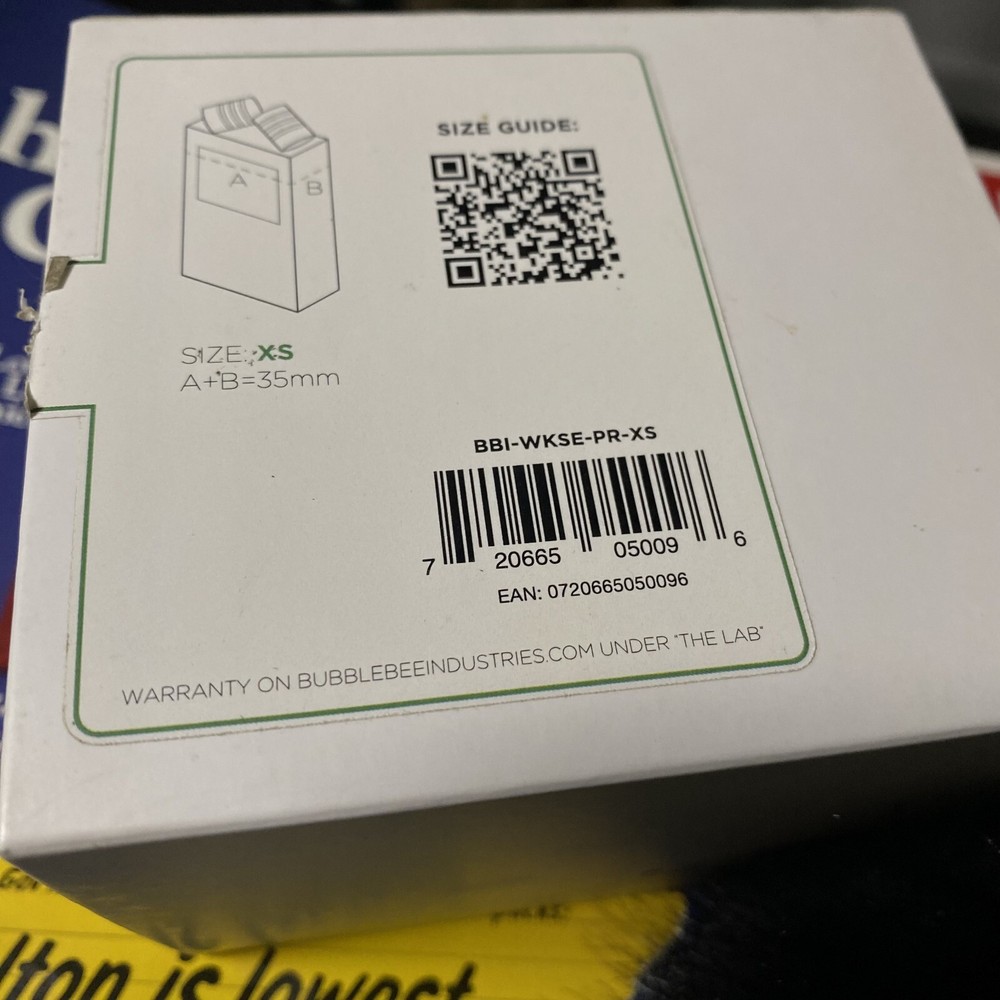 SIZE GUIDE:
A
B
SIZE: XS
A+B=35mm
BBI-WKSE-PR-XS
7 20665 05009 6
EAN: 0720665050096
WARRANTY ON BUBBLEBEEINDUSTRIES.COM UNDER "THE LAB"
lton is lowest